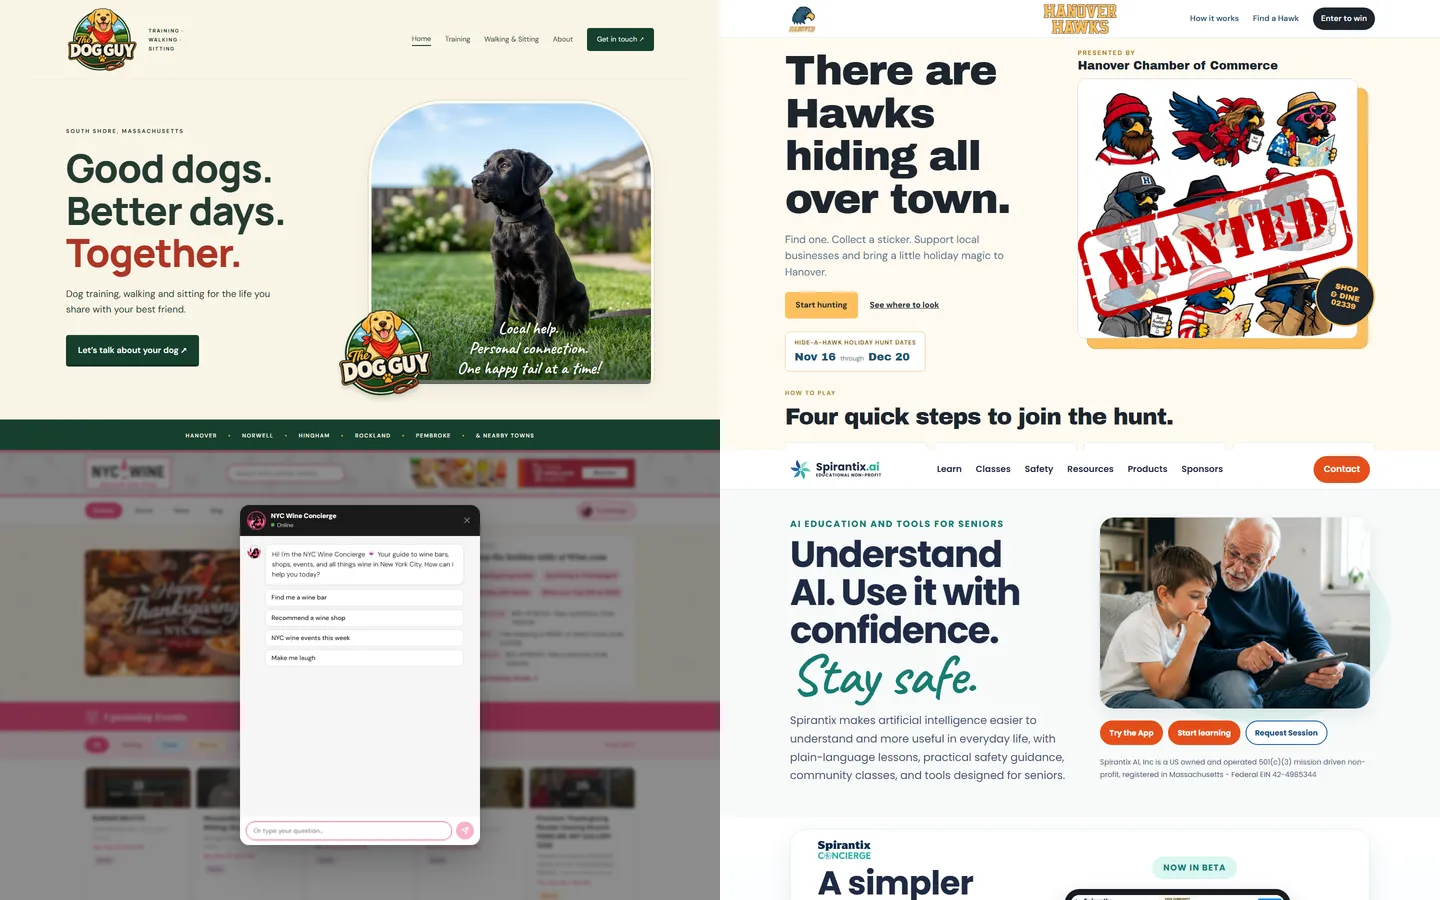 The
DOG GUY
TRAINING ·
WALKING ·
SITTING
Home
Training
Walking & Sitting
About
Get in touch ↗
SOUTH SHORE, MASSACHUSETTS
Good dogs.
Better days.
Together.
Dog training, walking and sitting for the life you
share with your best friend.
Let's talk about your dog ↗
The
DOG GUY
Local help.
Personal connection.
One happy tail at a time!
HANOVER • NORWELL • HINGHAM • ROCKLAND • PEMBROKE • & NEARBY TOWNS
HANOVER
HANOVER
HAWKS
How it works
Find a Hawk
Enter to win
There are
Hawks
hiding all
over town.
Find one. Collect a sticker. Support local
businesses and bring a little holiday magic to
Hanover.
Start hunting
See where to look
HIDE-A-HAWK HOLIDAY HUNT DATES
Nov 16 through Dec 20
PRESENTED BY
Hanover Chamber of Commerce
H
WANTED
SHOP
& DINE
02339
HOW TO PLAY
Four quick steps to join the hunt.
NYC WINE
Happy
Thanksgiving
Upcoming Events
NYC Wine Concierge
Online
Hi! I'm the NYC Wine Concierge 🍷 Your guide to wine bars,
shops, events, and all things wine in New York City. How can I
help you today?
Find me a wine bar
Recommend a wine shop
NYC wine events this week
Make me laugh
Or type your question...
Spirantix.ai
EDUCATIONAL NON-PROFIT
Learn
Classes
Safety
Resources
Products
Sponsors
Contact
AI EDUCATION AND TOOLS FOR SENIORS
Understand
AI. Use it with
confidence.
Stay safe.
Spirantix makes artificial intelligence easier to
understand and more useful in everyday life, with
plain-language lessons, practical safety guidance,
community classes, and tools designed for seniors.
Try the App
Start learning
Request Session
Spirantix AI, Inc is a US owned and operated 501(c)(3) mission driven non-
profit, registered in Massachusetts - Federal EIN 42-4985344
Spirantix
CONCIERGE
A simpler
NOW IN BETA